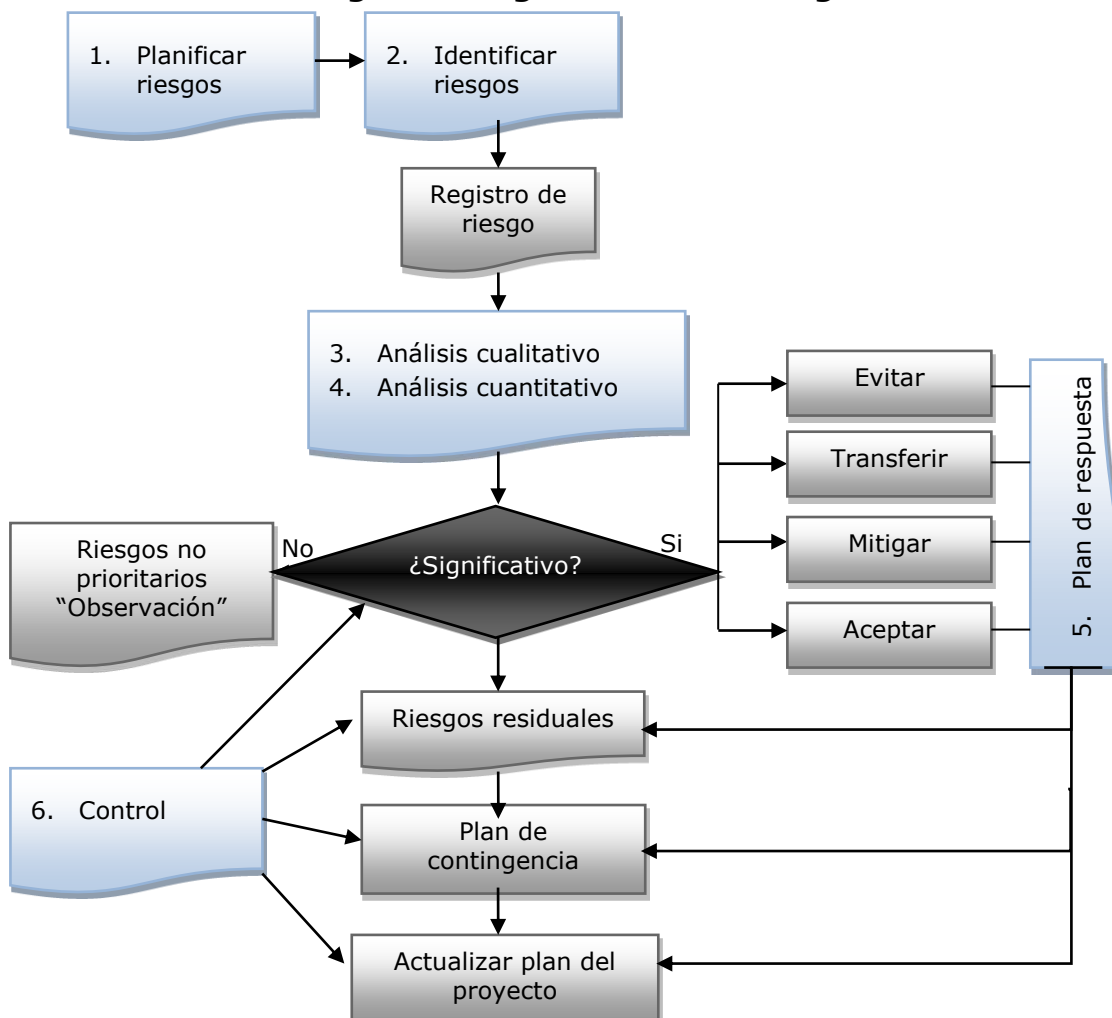 1. Planificar
riesgos
2. Identificar
riesgos
Registro de
riesgo
3. Análisis cualitativo
4. Análisis cuantitativo
¿Significativo?
No
Si
Riesgos no
prioritarios
“Observación”
Evitar
Transferir
Mitigar
Aceptar
5. Plan de respuesta
Riesgos residuales
6. Control
Plan de
contingencia
Actualizar plan del
proyecto